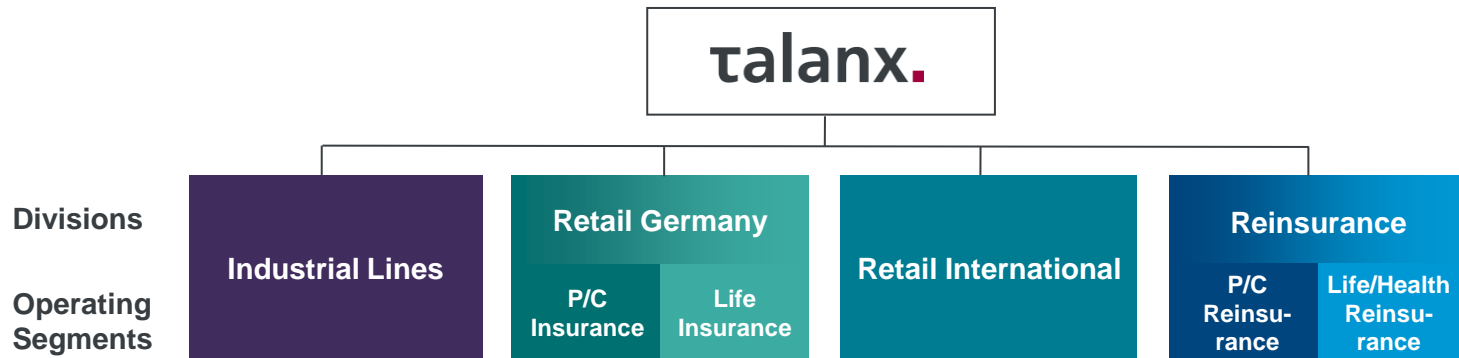 τalanx.
Divisions
Operating
Segments
Industrial Lines
Retail Germany
P/C
Insurance
Life
Insurance
Retail International
Reinsurance
P/C
Reinsu-
rance
Life/Health
Reinsu-
rance